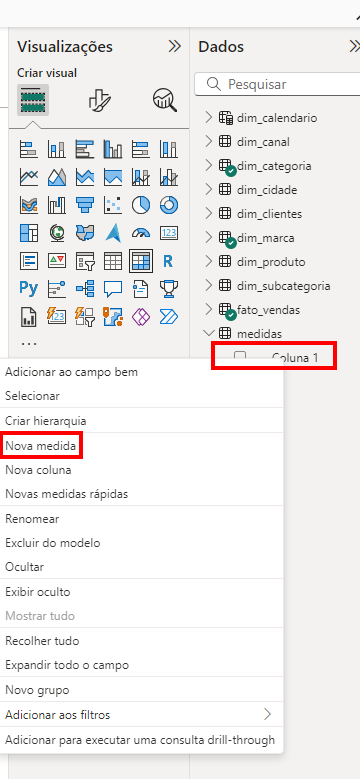 Visualizações
Dados
Criar visual
Pesquisar
dim_calendario
dim_canal
dim_categoria
dim_cidade
dim_clientes
dim_marca
dim_produto
dim_subcategoria
fato_vendas
medidas
Coluna 1
123
R
Py
123
...
Adicionar ao campo bem
Selecionar
Criar hierarquia
Nova medida
Nova coluna
Novas medidas rápidas
Renomear
Excluir do modelo
Ocultar
Exibir oculto
Mostrar tudo
Recolher tudo
Expandir todo o campo
Novo grupo
Adicionar aos filtros
Adicionar para executar uma consulta drill-through